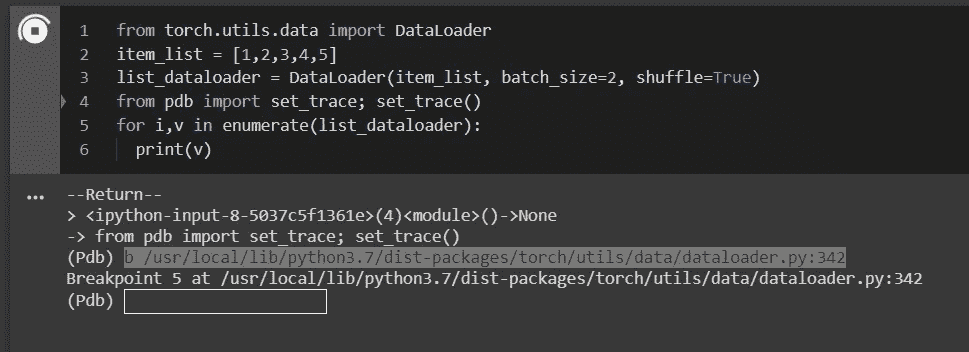 1 from torch.utils.data import DataLoader
2 item_list = [1,2,3,4,5]
3 list_dataloader = DataLoader(item_list, batch_size=2, shuffle=True)
4 from pdb import set_trace; set_trace()
5 for i,v in enumerate(list_dataloader):
6   print(v)
--Return--
> <ipython-input-8-5037c5f1361e>(4)<module>()->None
-> from pdb import set_trace; set_trace()
(Pdb) b /usr/local/lib/python3.7/dist-packages/torch/utils/data/dataloader.py:342
Breakpoint 5 at /usr/local/lib/python3.7/dist-packages/torch/utils/data/dataloader.py:342
(Pdb)